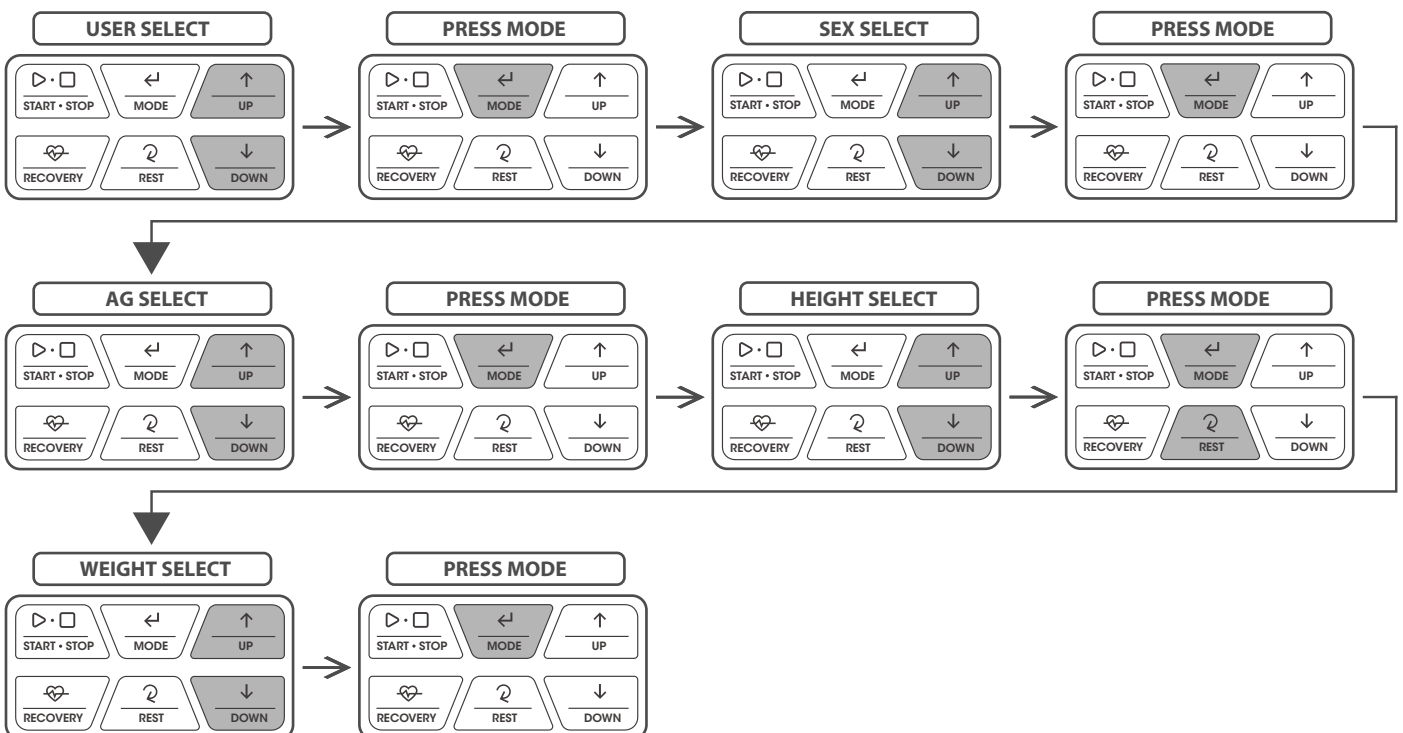 USER SELECT PRESS MODE SEX SELECT PRESS MODE
START • STOP MODE UP START • STOP MODE UP START • STOP MODE UP START • STOP MODE UP
RECOVERY REST DOWN RECOVERY REST DOWN RECOVERY REST DOWN RECOVERY REST DOWN
AG SELECT PRESS MODE HEIGHT SELECT PRESS MODE
START • STOP MODE UP START • STOP MODE UP START • STOP MODE UP START • STOP MODE UP
RECOVERY REST DOWN RECOVERY REST DOWN RECOVERY REST DOWN RECOVERY REST DOWN
WEIGHT SELECT PRESS MODE
START • STOP MODE UP START • STOP MODE UP
RECOVERY REST DOWN RECOVERY REST DOWN